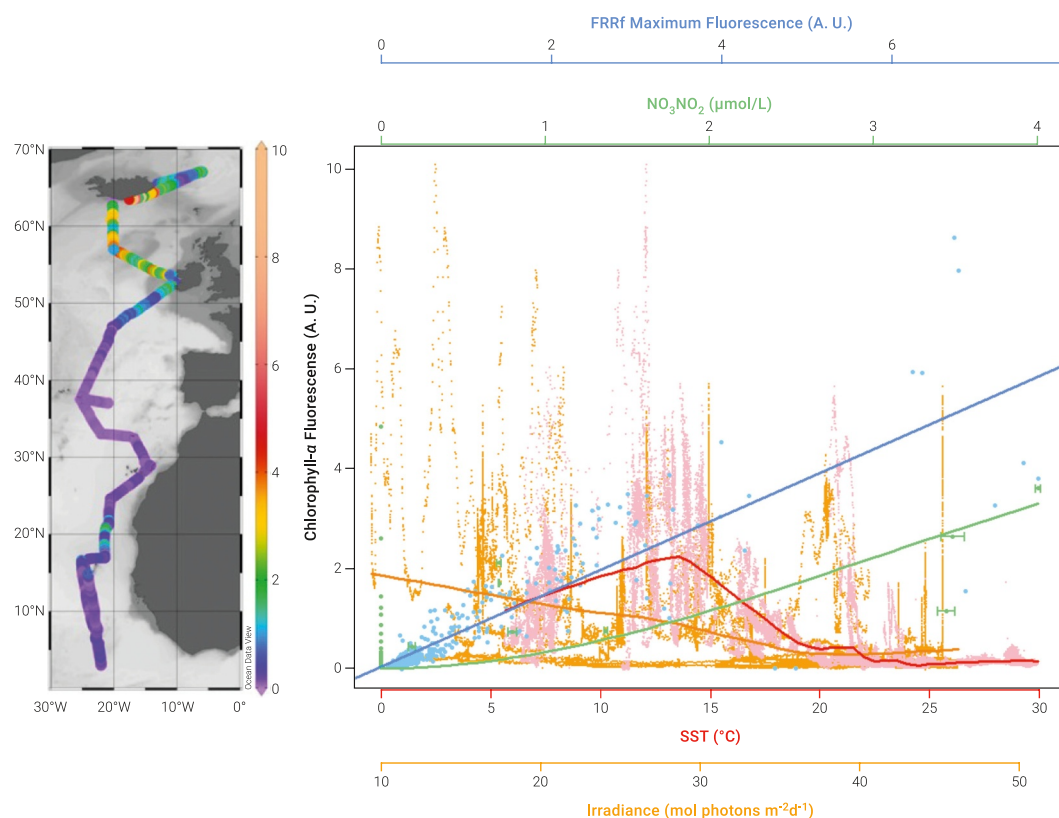 FRRf Maximum Fluorescence (A. U.)
0 2 4 6
NO₃NO₂ (µmol/L)
0 1 2 3 4
70°N
60°N
50°N
40°N
30°N
20°N
10°N
30°W 20°W 10°W 0°
Ocean Data View
10
8
6
4
2
0
Chlorophyll-α Fluorescense (A. U.)
10
8
6
4
2
0
0 5 10 15 20 25 30
SST (°C)
10 20 30 40 50
Irradiance (mol photons m⁻²d⁻¹)